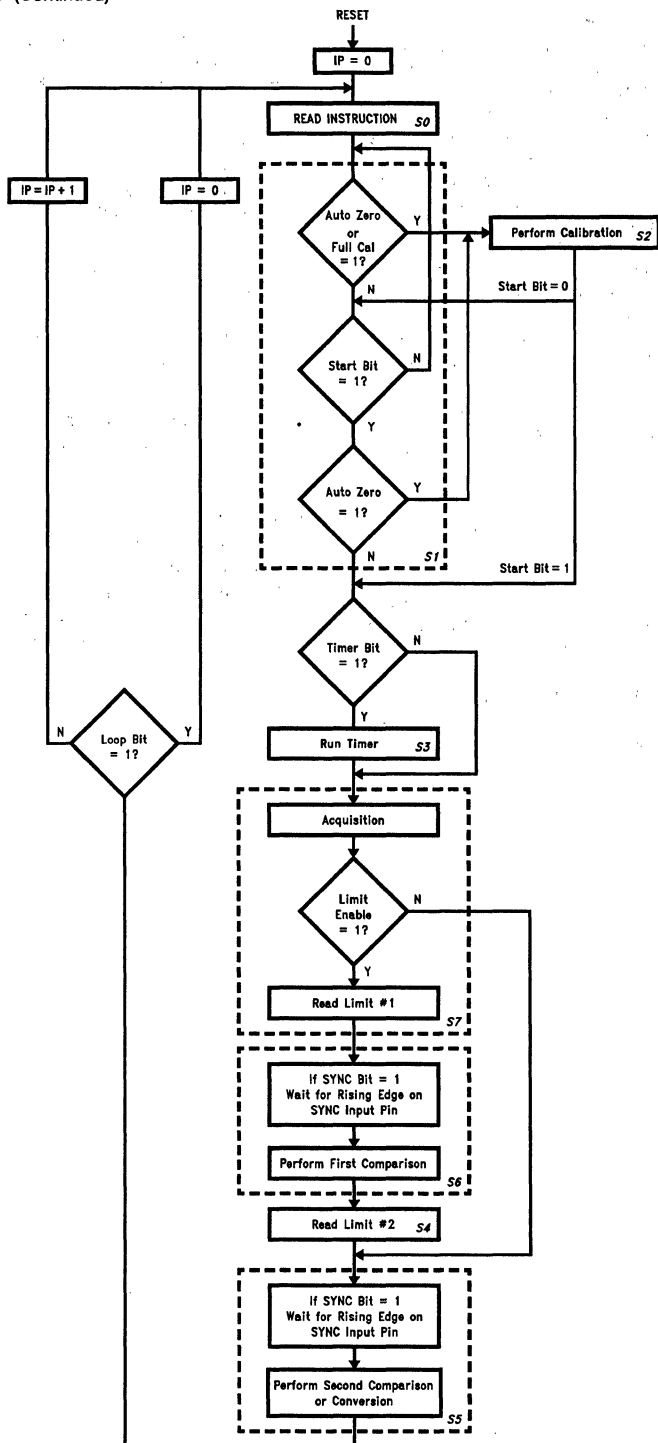 (Continued)
RESET
IP = 0
READ INSTRUCTION S0
IP = IP + 1
IP = 0
Auto Zero
or
Full Cal
= 1?
Y
N
Perform Calibration S2
Start Bit = 0
Start Bit
= 1?
N
Y
Auto Zero
= 1?
Y
N
S1
Start Bit = 1
Timer Bit
= 1?
N
Y
Run Timer S3
Loop Bit
= 1?
N
Y
Acquisition
Limit
Enable
= 1?
N
Y
Read Limit #1
S7
If SYNC Bit = 1
Wait for Rising Edge on
SYNC Input Pin
Perform First Comparison
S6
Read Limit #2 S4
If SYNC Bit = 1
Wait for Rising Edge on
SYNC Input Pin
Perform Second Comparison
or Conversion
S5